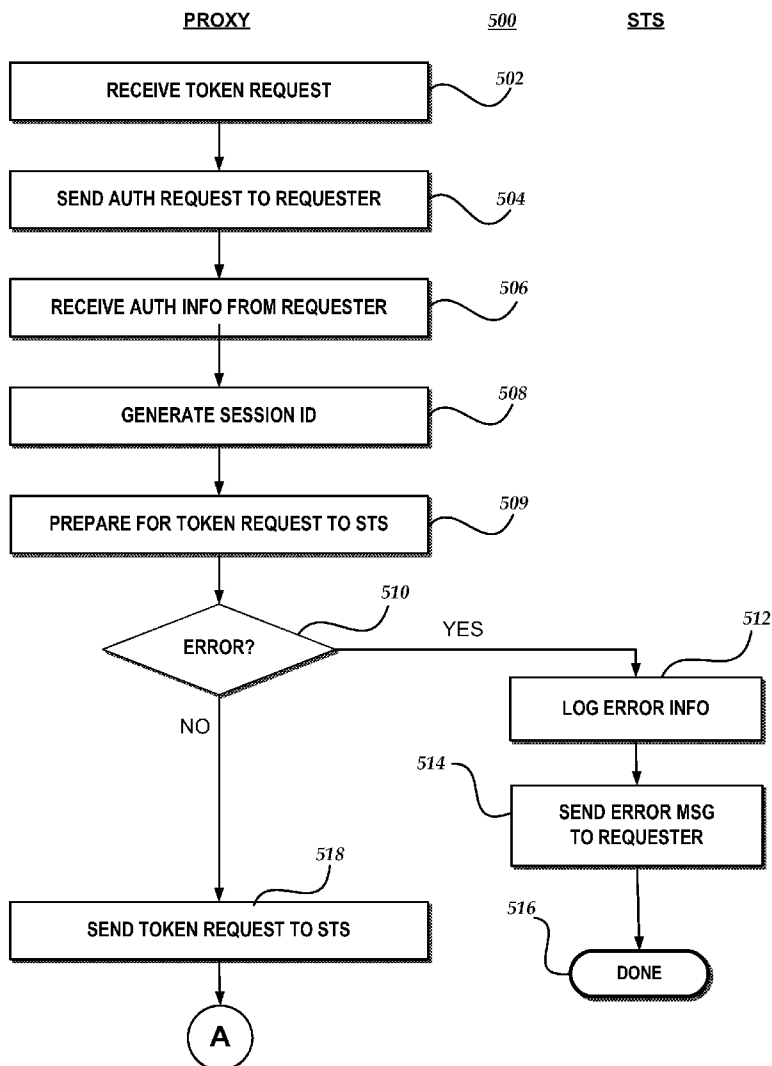 PROXY 500 STS
RECEIVE TOKEN REQUEST
502
SEND AUTH REQUEST TO REQUESTER
504
RECEIVE AUTH INFO FROM REQUESTER
506
GENERATE SESSION ID
508
PREPARE FOR TOKEN REQUEST TO STS
509
ERROR?
510
YES
512
LOG ERROR INFO
NO
514
SEND ERROR MSG
TO REQUESTER
518
SEND TOKEN REQUEST TO STS
516
DONE
A